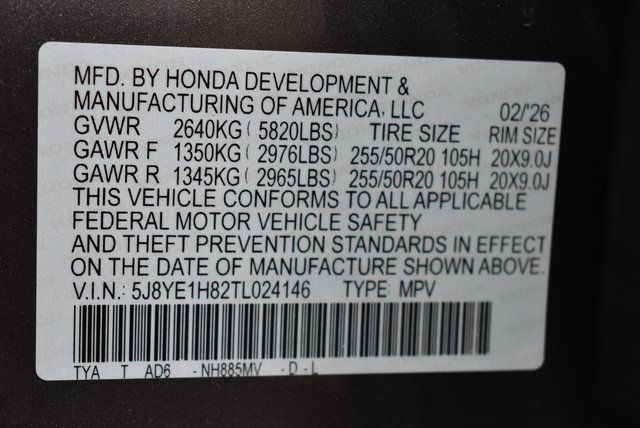 MFD. BY HONDA DEVELOPMENT &
MANUFACTURING OF AMERICA, LLC 02/'26
GVWR 2640KG ( 5820LBS) TIRE SIZE RIM SIZE
GAWR F 1350KG ( 2976LBS) 255/50R20 105H 20X9.0J
GAWR R 1345KG ( 2965LBS) 255/50R20 105H 20X9.0J
THIS VEHICLE CONFORMS TO ALL APPLICABLE
FEDERAL MOTOR VEHICLE SAFETY
AND THEFT PREVENTION STANDARDS IN EFFECT
ON THE DATE OF MANUFACTURE SHOWN ABOVE.
V.I.N.: 5J8YE1H82TL024146 TYPE: MPV
TYA T AD6 -NH885MV -D-L